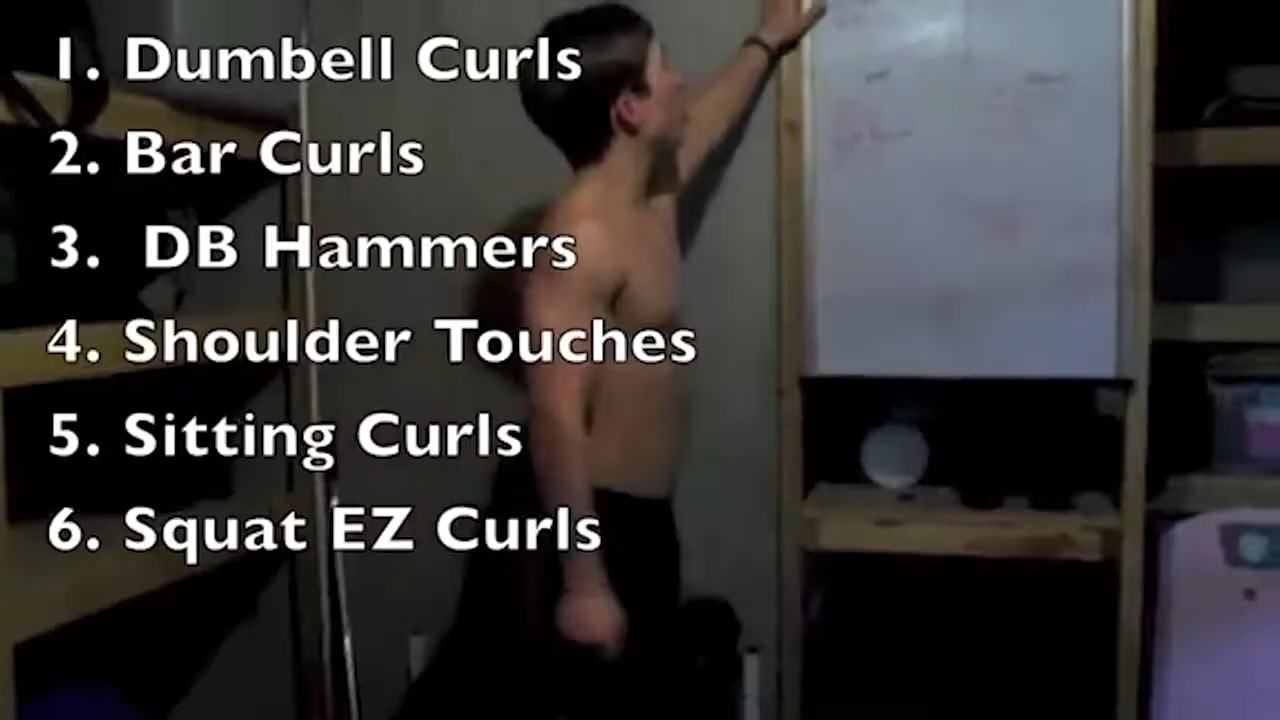 1. Dumbell Curls
2. Bar Curls
3. DB Hammers
4. Shoulder Touches
5. Sitting Curls
6. Squat EZ Curls